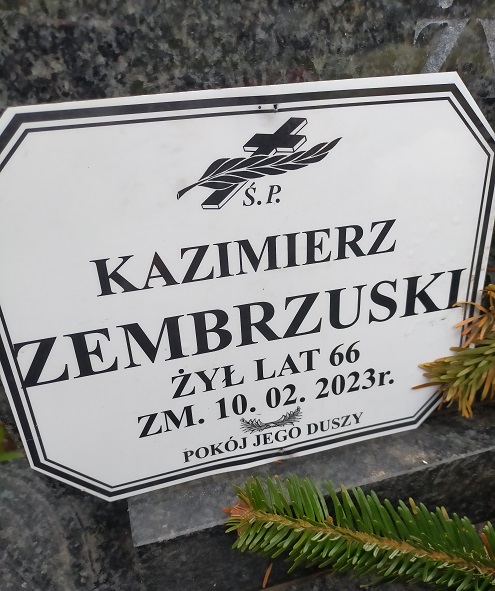 Ś.P.
KAZIMIERZ
ZEMBRZUSKI
ŻYŁ LAT 66
ZM. 10. 02. 2023r.
POKÓJ JEGO DUSZY